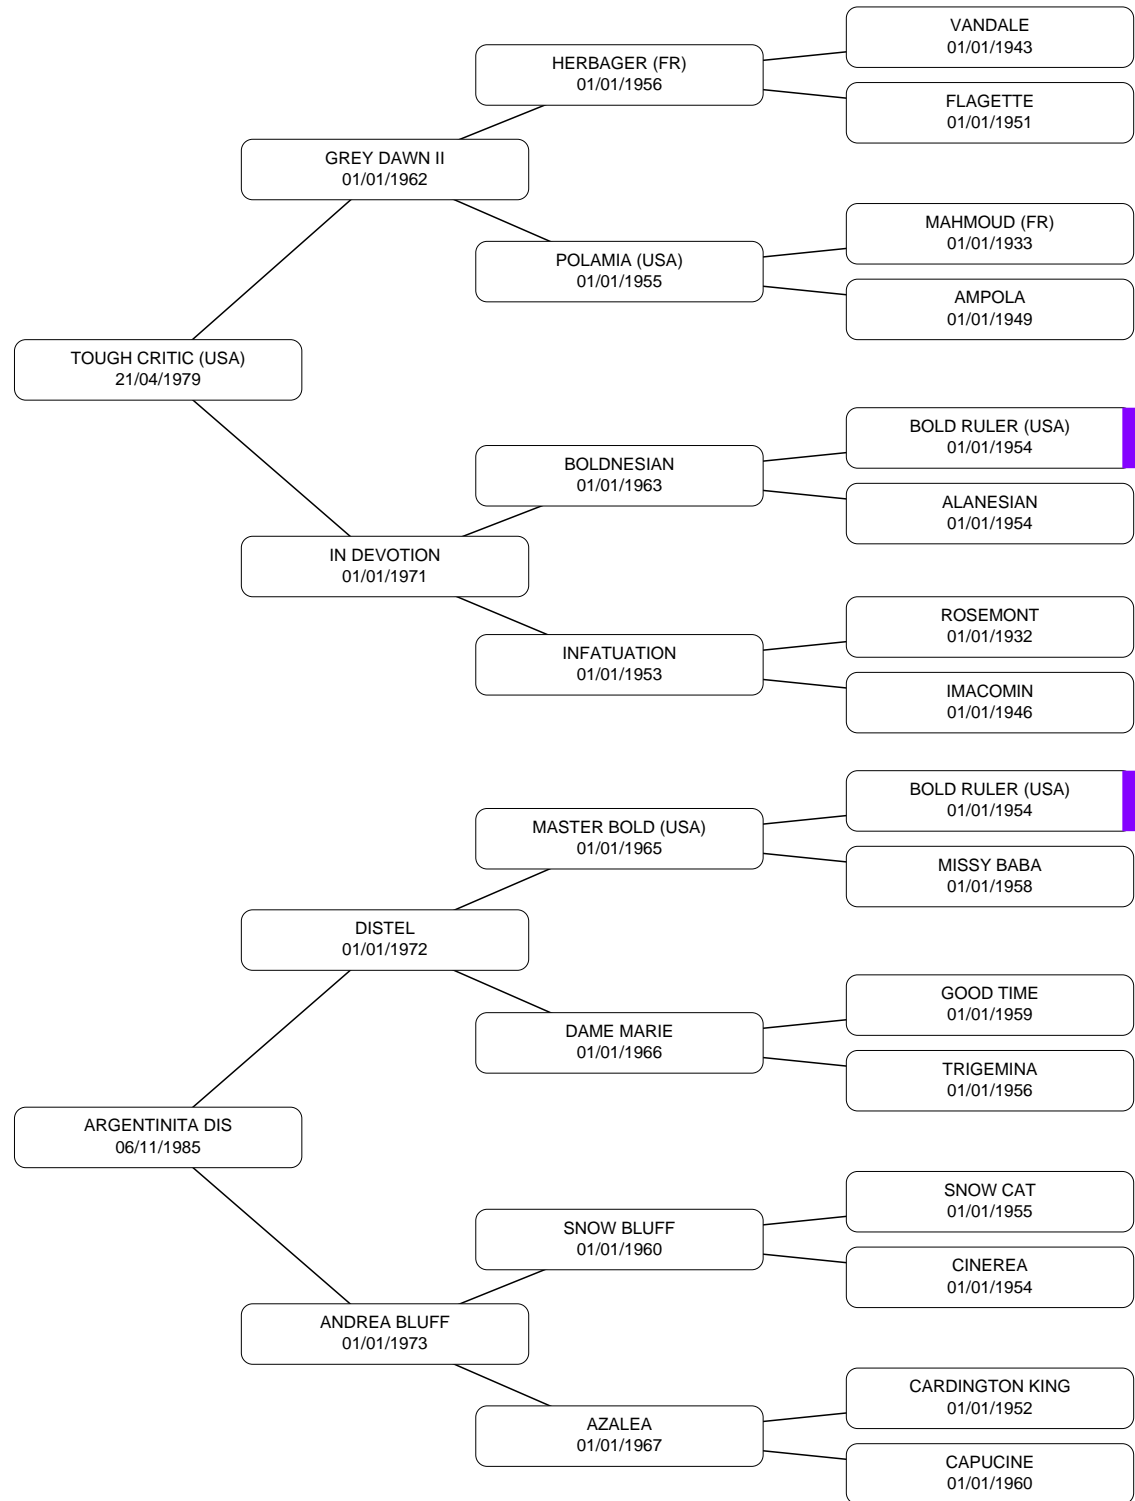 VANDALE
01/01/1943
HERBAGER (FR)
01/01/1956
FLAGETTE
01/01/1951
GREY DAWN II
01/01/1962
MAHMOUD (FR)
01/01/1933
POLAMIA (USA)
01/01/1955
AMPOLA
01/01/1949
TOUGH CRITIC (USA)
21/04/1979
BOLD RULER (USA)
01/01/1954
BOLDNESIAN
01/01/1963
ALANESIAN
01/01/1954
IN DEVOTION
01/01/1971
ROSEMONT
01/01/1932
INFATUATION
01/01/1953
IMACOMIN
01/01/1946
BOLD RULER (USA)
01/01/1954
MASTER BOLD (USA)
01/01/1965
MISSY BABA
01/01/1958
DISTEL
01/01/1972
GOOD TIME
01/01/1959
DAME MARIE
01/01/1966
TRIGEMINA
01/01/1956
ARGENTINITA DIS
06/11/1985
SNOW CAT
01/01/1955
SNOW BLUFF
01/01/1960
CINEREA
01/01/1954
ANDREA BLUFF
01/01/1973
CARDINGTON KING
01/01/1952
AZALEA
01/01/1967
CAPUCINE
01/01/1960